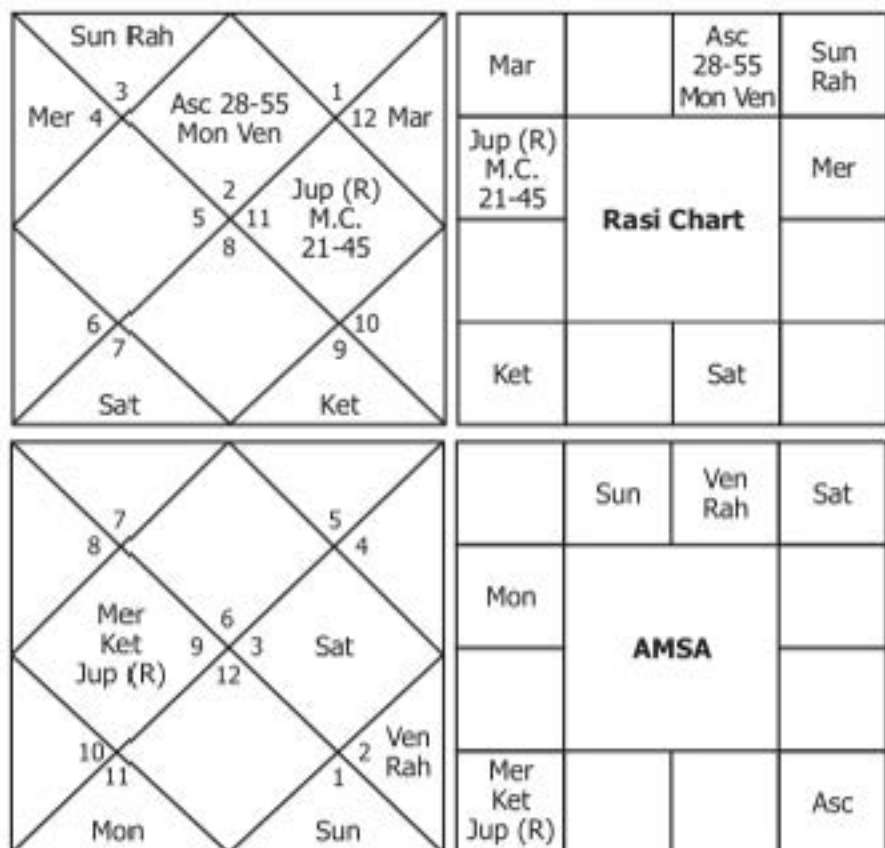 Sun Rah
3
Mer 4
Asc 28-55
Mon Ven
1
12 Mar
2
5 11
8
Jup (R)
M.C.
21-45
6
7
10
9
Sat
Ket
Mar
Asc
28-55
Mon Ven
Sun
Rah
Jup (R)
M.C.
21-45
Mer
Rasi Chart
Ket
Sat
7
8
5
4
Mer
Ket
Jup (R)
6
9 3
12
Sat
10
11
2
1
Ven
Rah
Mon
Sun
Sun
Ven
Rah
Sat
Mon
AMSA
Mer
Ket
Jup (R)
Asc